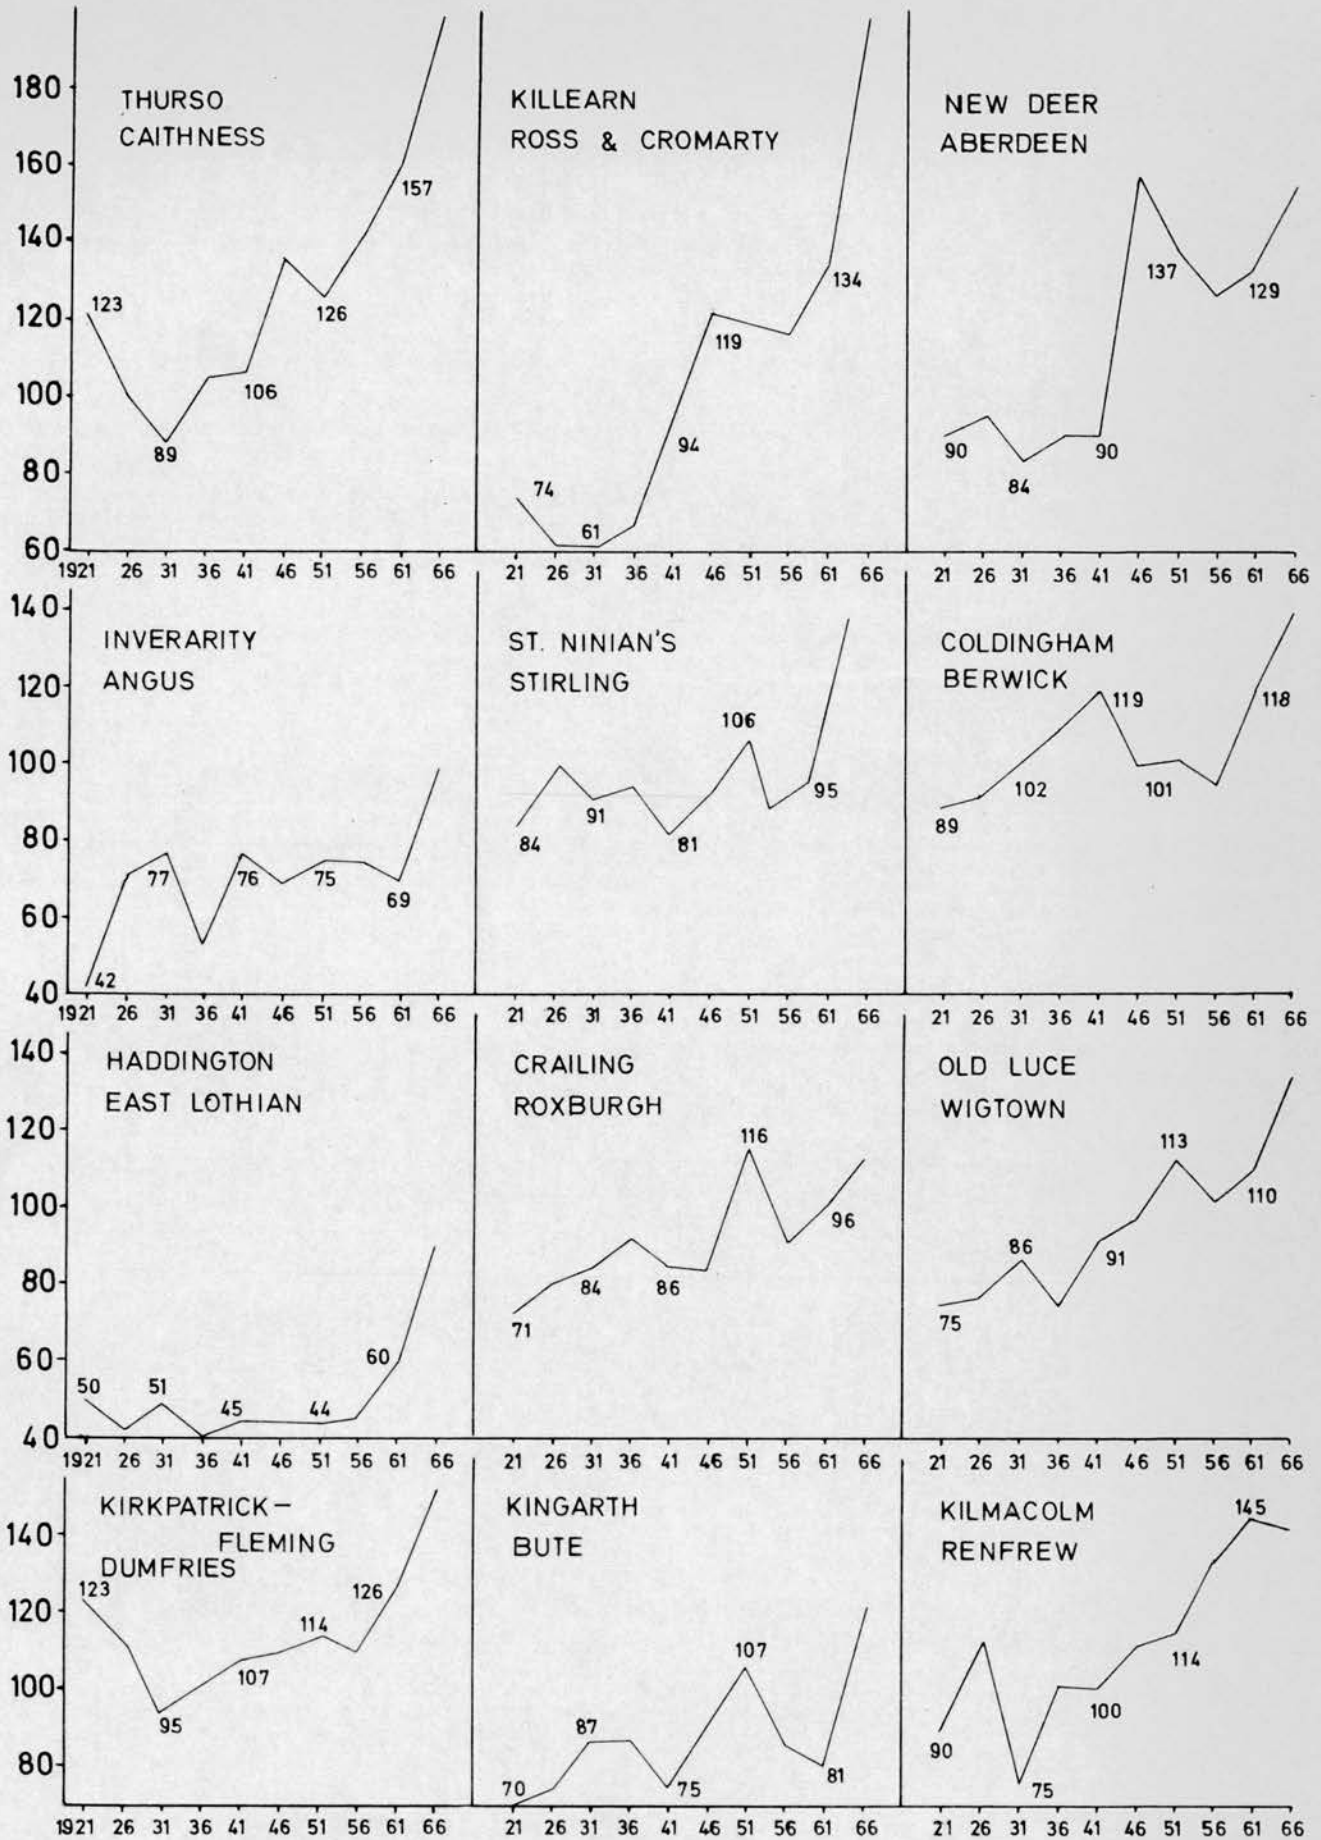 180
160
140
120
100
80
60
THURSO
CAITHNESS
123
89
106
126
157
1921 26 31 36 41 46 51 56 61 66
KILLEARN
ROSS & CROMARTY
74
61
94
119
134
21 26 31 36 41 46 51 56 61 66
NEW DEER
ABERDEEN
90
84
90
137
129
21 26 31 36 41 46 51 56 61 66
140
120
100
80
60
40
INVERARITY
ANGUS
42
77
76
75
69
1921 26 31 36 41 46 51 56 61 66
ST. NINIAN'S
STIRLING
84
91
81
106
95
21 26 31 36 41 46 51 56 61 66
COLDINGHAM
BERWICK
89
102
119
101
118
21 26 31 36 41 46 51 56 61 66
140
120
100
80
60
40
HADDINGTON
EAST LOTHIAN
50
51
45
44
60
1921 26 31 36 41 46 51 56 61 66
CRAILING
ROXBURGH
71
84
86
116
96
21 26 31 36 41 46 51 56 61 66
OLD LUCE
WIGTOWN
75
86
91
113
110
21 26 31 36 41 46 51 56 61 66
140
120
100
80
KIRKPATRICK–
FLEMING
DUMFRIES
123
95
107
114
126
1921 26 31 36 41 46 51 56 61 66
KINGARTH
BUTE
70
87
75
107
81
21 26 31 36 41 46 51 56 61 66
KILMACOLM
RENFREW
90
75
100
114
145
21 26 31 36 41 46 51 56 61 66